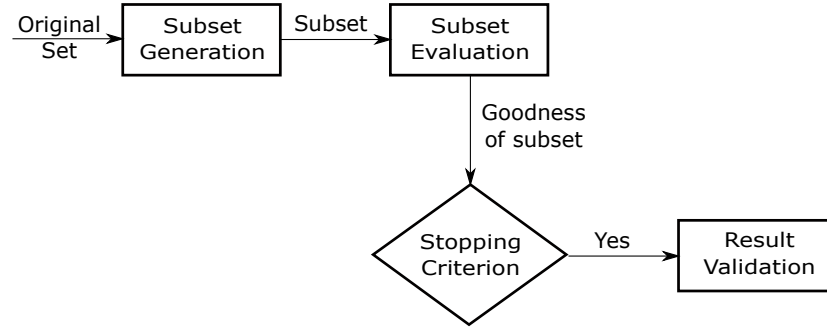 Original
Set
Subset
Generation
Subset
Subset
Evaluation
Goodness
of subset
Stopping
Criterion
Yes
Result
Validation